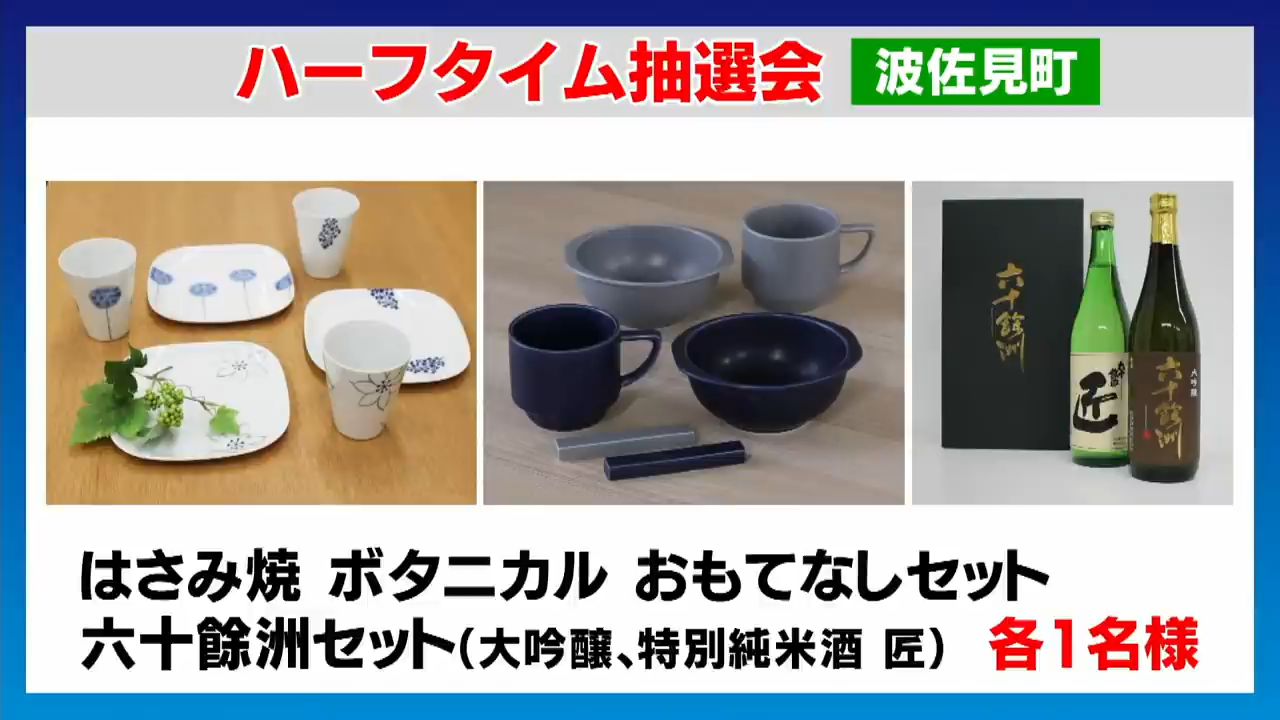 ハーフタイム抽選会 波佐見町
六十餘洲
匠
大吟醸
六十餘洲
はさみ焼 ボタニカル おもてなしセット
六十餘洲セット(大吟醸、特別純米酒 匠) 各1名様